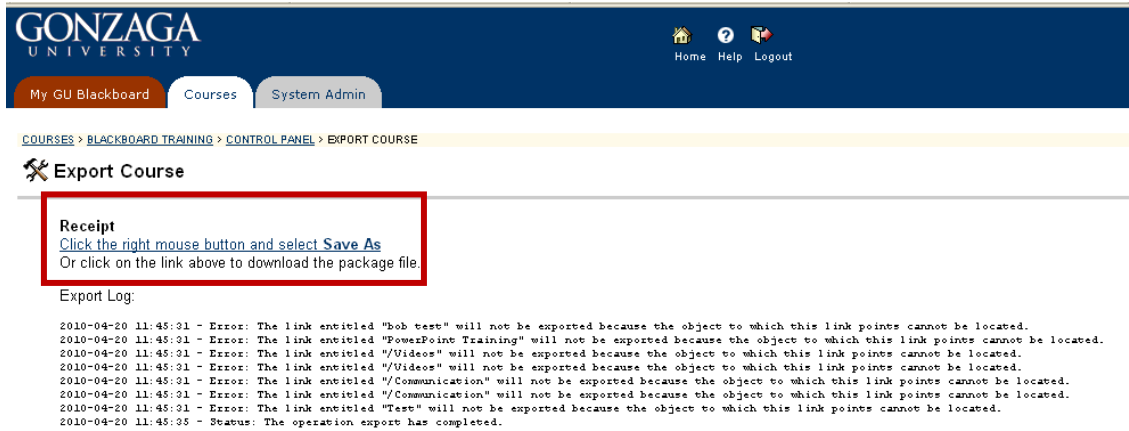 GONZAGA
UNIVERSITY
Home Help Logout
My GU Blackboard Courses System Admin
COURSES > BLACKBOARD TRAINING > CONTROL PANEL > EXPORT COURSE
Export Course
Receipt
Click the right mouse button and select Save As
Or click on the link above to download the package file.
Export Log:
2010-04-20 11:45:31 - Error: The link entitled "bob test" will not be exported because the object to which this link points cannot be located.
2010-04-20 11:45:31 - Error: The link entitled "PowerPoint Training" will not be exported because the object to which this link points cannot be located.
2010-04-20 11:45:31 - Error: The link entitled "/Videos" will not be exported because the object to which this link points cannot be located.
2010-04-20 11:45:31 - Error: The link entitled "/Videos" will not be exported because the object to which this link points cannot be located.
2010-04-20 11:45:31 - Error: The link entitled "/Communication" will not be exported because the object to which this link points cannot be located.
2010-04-20 11:45:31 - Error: The link entitled "/Communication" will not be exported because the object to which this link points cannot be located.
2010-04-20 11:45:31 - Error: The link entitled "Test" will not be exported because the object to which this link points cannot be located.
2010-04-20 11:45:35 - Status: The operation export has completed.